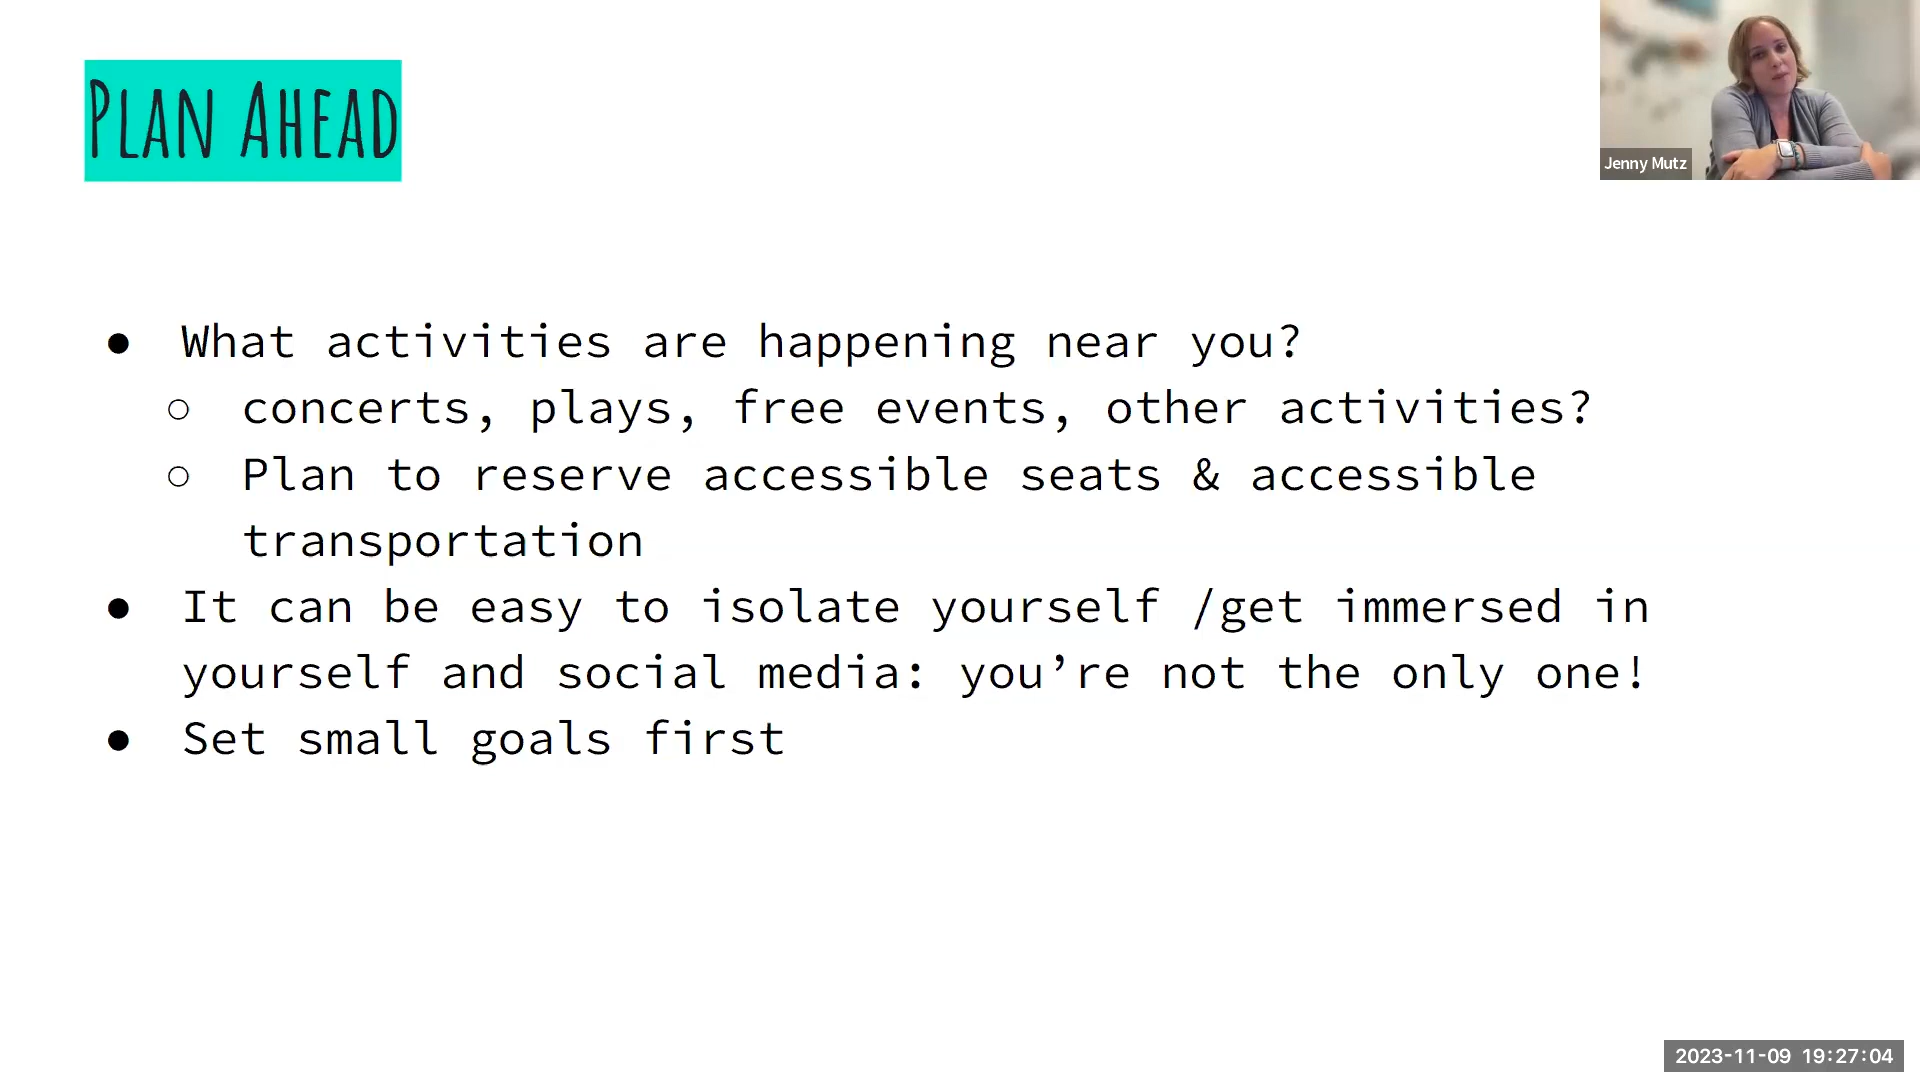 Plan Ahead
Jenny Mutz
● What activities are happening near you?
○ concerts, plays, free events, other activities?
○ Plan to reserve accessible seats & accessible
transportation
● It can be easy to isolate yourself /get immersed in
yourself and social media: you’re not the only one!
● Set small goals first
2023-11-09 19:27:04